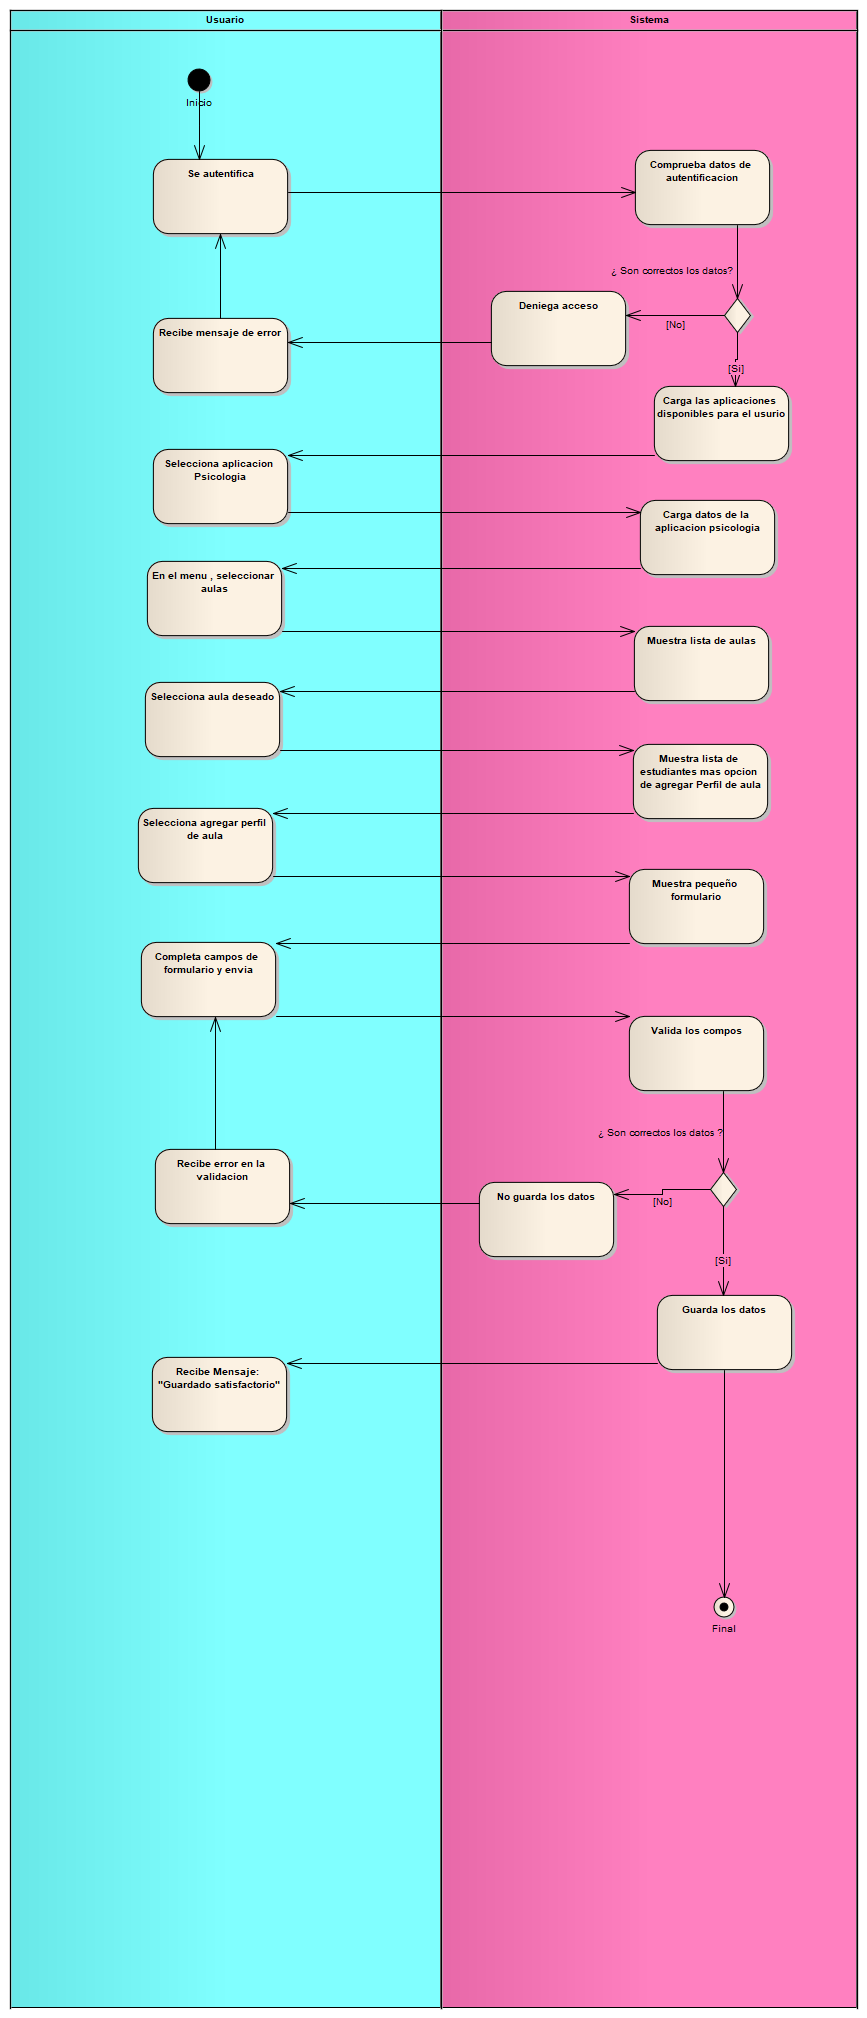 Usuario
Sistema
Inicio
Se autentifica
Comprueba datos de
autentificacion
¿ Son correctos los datos?
Deniega acceso
[No]
Recibe mensaje de error
[Si]
Carga las aplicaciones
disponibles para el usurio
Selecciona aplicacion
Psicologia
Carga datos de la
aplicacion psicologia
En el menu , seleccionar
aulas
Muestra lista de aulas
Selecciona aula deseado
Muestra lista de
estudiantes mas opcion
de agregar Perfil de aula
Selecciona agregar perfil
de aula
Muestra pequeño
formulario
Completa campos de
formulario y envia
Valida los compos
¿ Son correctos los datos ?
Recibe error en la
validacion
No guarda los datos
[No]
[Si]
Guarda los datos
Recibe Mensaje:
"Guardado satisfactorio"
Final